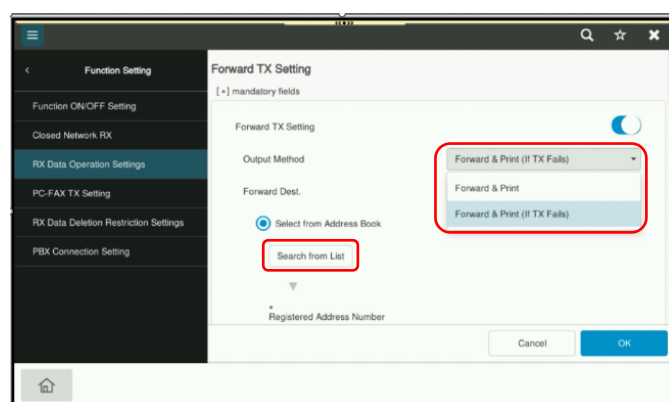 Function Setting
Function ON/OFF Setting
Closed Network RX
RX Data Operation Settings
PC-FAX TX Setting
RX Data Deletion Restriction Settings
PBX Connection Setting
Forward TX Setting
[*] mandatory fields
Forward TX Setting
Output Method
Forward & Print (If TX Fails)
Forward & Print
Forward & Print (If TX Fails)
Forward Dest.
Select from Address Book
Search from List
*
Registered Address Number
Cancel
OK